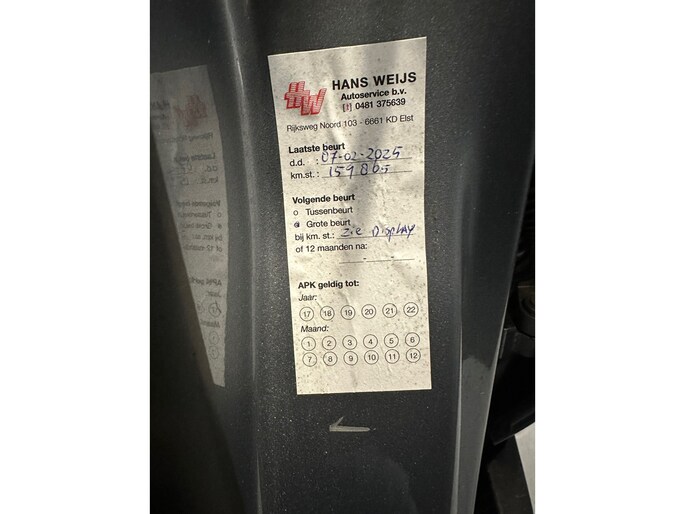 HW
HANS WEIJS
Autoservice b.v.
[t] 0481 375639
Rijksweg Noord 103 - 6661 KD Elst
Laatste beurt
d.d. : 07-02-2025
km.st.: 159865
Volgende beurt
Tussenbeurt
Grote beurt
bij km. st.: zie Display
of 12 maanden na:
- -
APK geldig tot:
Jaar:
17 18 19 20 21 22
Maand:
1 2 3 4 5 6
7 8 9 10 11 12